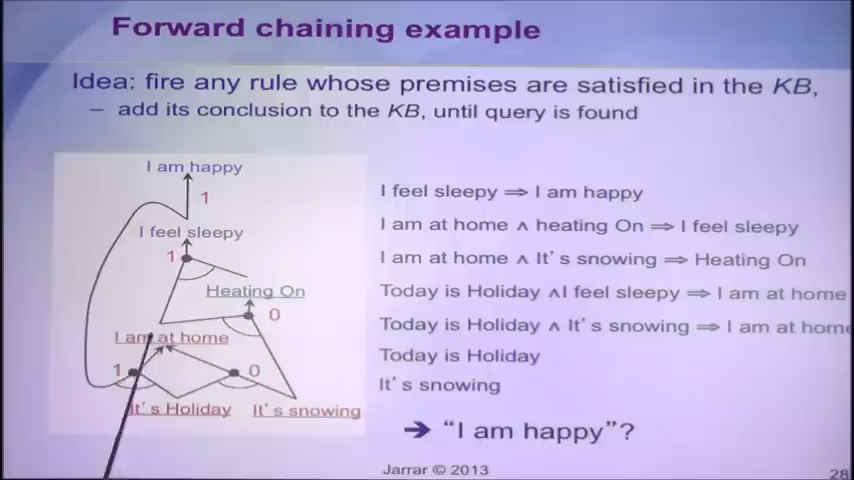 Forward chaining example
Idea: fire any rule whose premises are satisfied in the KB,
– add its conclusion to the KB, until query is found
I am happy
1
I feel sleepy
1
Heating On
0
I am at home
1
0
It's Holiday
It's snowing
I feel sleepy ⇒ I am happy
I am at home ∧ heating On ⇒ I feel sleepy
I am at home ∧ It's snowing ⇒ Heating On
Today is Holiday ∧I feel sleepy ⇒ I am at home
Today is Holiday ∧ It's snowing ⇒ I am at home
Today is Holiday
It's snowing
➔ “I am happy”?
Jarrar © 2013
28